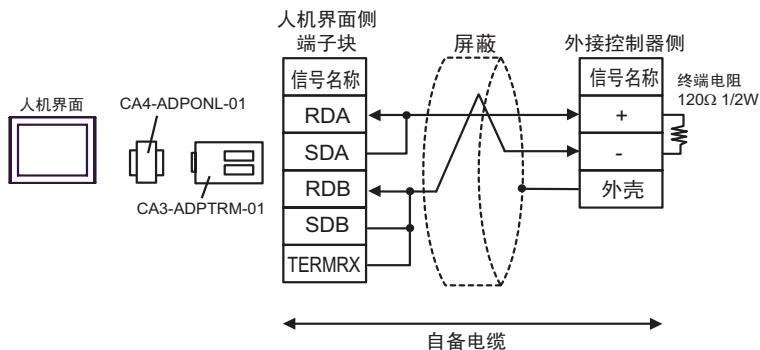 人机界面
CA4-ADPONL-01
CA3-ADPTRM-01
人机界面侧
端子块
信号名称
RDA
SDA
RDB
SDB
TERMRX
屏蔽
外接控制器侧
信号名称
+
-
外壳
终端电阻
120Ω 1/2W
自备电缆